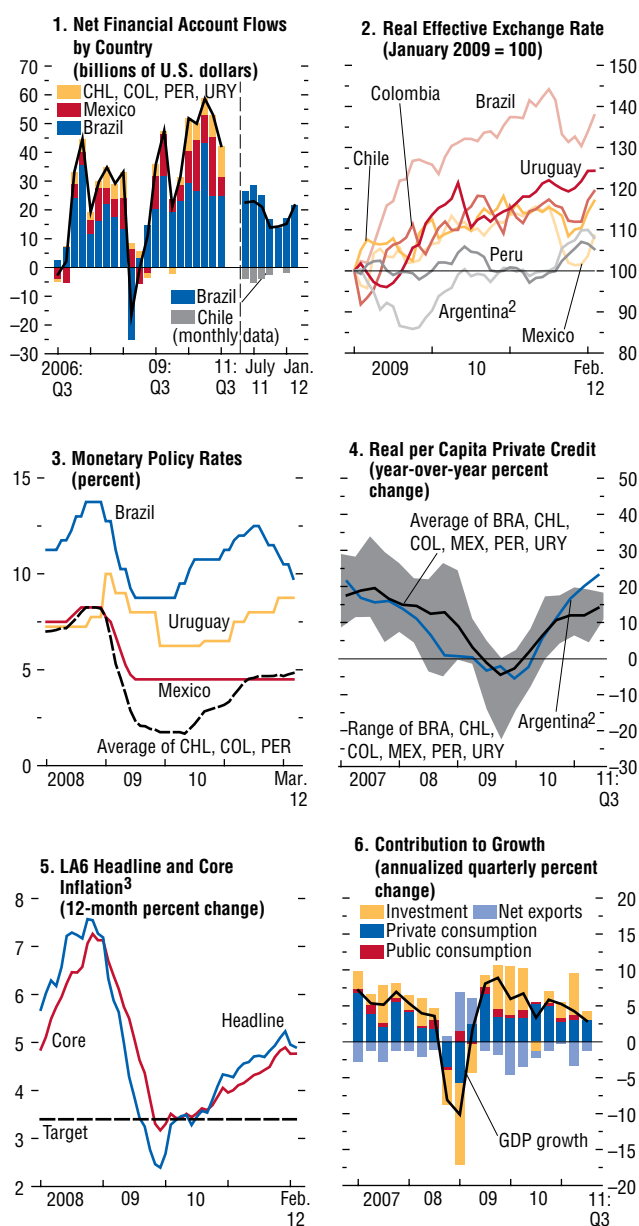 1. Net Financial Account Flows
by Country
(billions of U.S. dollars)
70
60
50
40
30
20
10
0
–10
–20
–30
CHL, COL, PER, URY
Mexico
Brazil
Brazil
Chile
(monthly data)
2006:
Q3
09:
Q3
11:
Q3
July
11
Jan.
12
2. Real Effective Exchange Rate
(January 2009 = 100)
150
140
130
120
110
100
90
80
Colombia
Brazil
Chile
Uruguay
Peru
Argentina2
Mexico
2009
10
Feb.
12
3. Monetary Policy Rates
(percent)
15
10
5
0
Brazil
Uruguay
Mexico
Average of CHL, COL, PER
2008
09
10
Mar.
12
4. Real per Capita Private Credit
(year-over-year percent
change)
50
40
30
20
10
0
–10
–20
–30
Average of BRA, CHL,
COL, MEX, PER, URY
Argentina2
Range of BRA, CHL,
COL, MEX, PER, URY
2007
08
09
10
11:
Q3
5. LA6 Headline and Core
Inflation3
(12-month percent change)
8
7
6
5
4
3
2
Core
Headline
Target
2008
09
10
Feb.
12
6. Contribution to Growth
(annualized quarterly percent
change)
20
15
10
5
0
–5
–10
–15
–20
Investment
Net exports
Private consumption
Public consumption
GDP growth
2007
08
09
10
11:
Q3